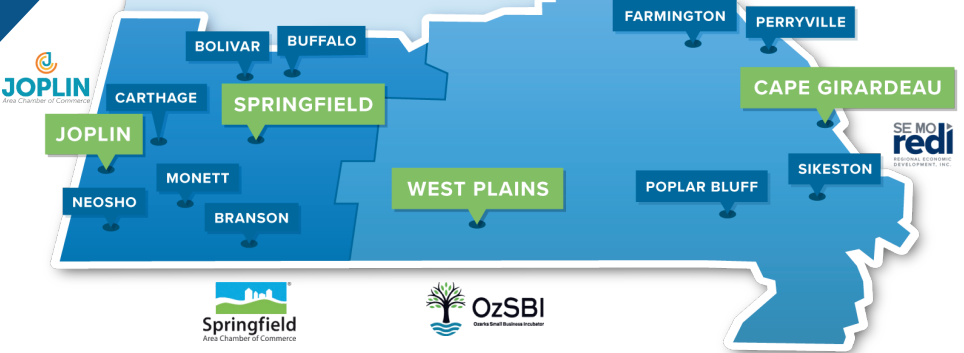 FARMINGTON
PERRYVILLE
BOLIVAR
BUFFALO
JOPLIN
Area Chamber of Commerce
CARTHAGE
SPRINGFIELD
CAPE GIRARDEAU
JOPLIN
SE MO
redi
REGIONAL ECONOMIC
DEVELOPMENT, INC.
MONETT
WEST PLAINS
POPLAR BLUFF
SIKESTON
NEOSHO
BRANSON
Springfield
Area Chamber of Commerce
OzSBI
Ozarks Small Business Incubator